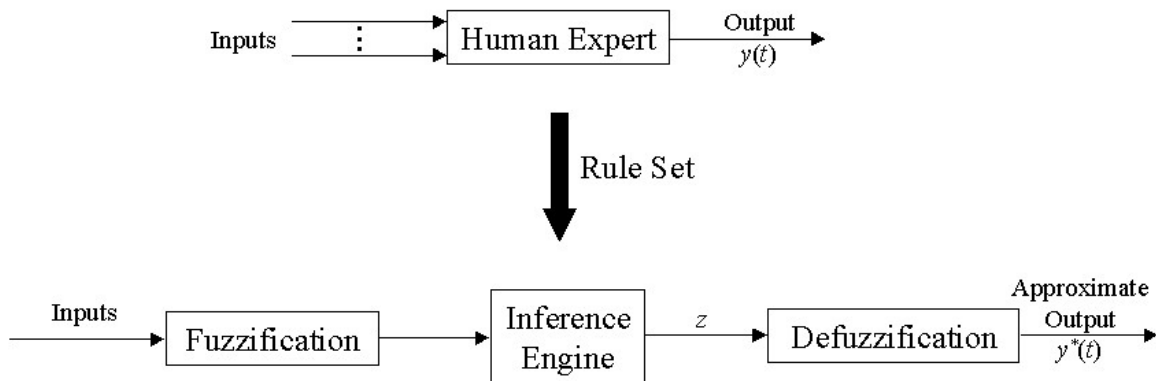 Inputs
⋮
Human Expert
Output
y(t)
Rule Set
Inputs
Fuzzification
Inference
Engine
z
Defuzzification
Approximate
Output
y*(t)